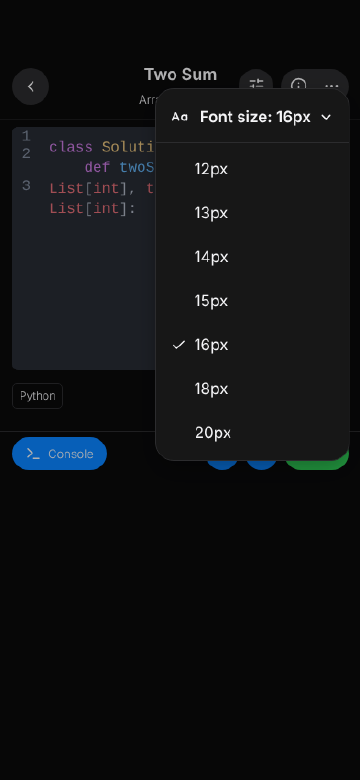 Two Sum
Arr
Aa Font size: 16px
12px
13px
14px
15px
16px
18px
20px
1
class Soluti
2
def twoS
3
List[int], t
List[int]:
Python
>_ Console